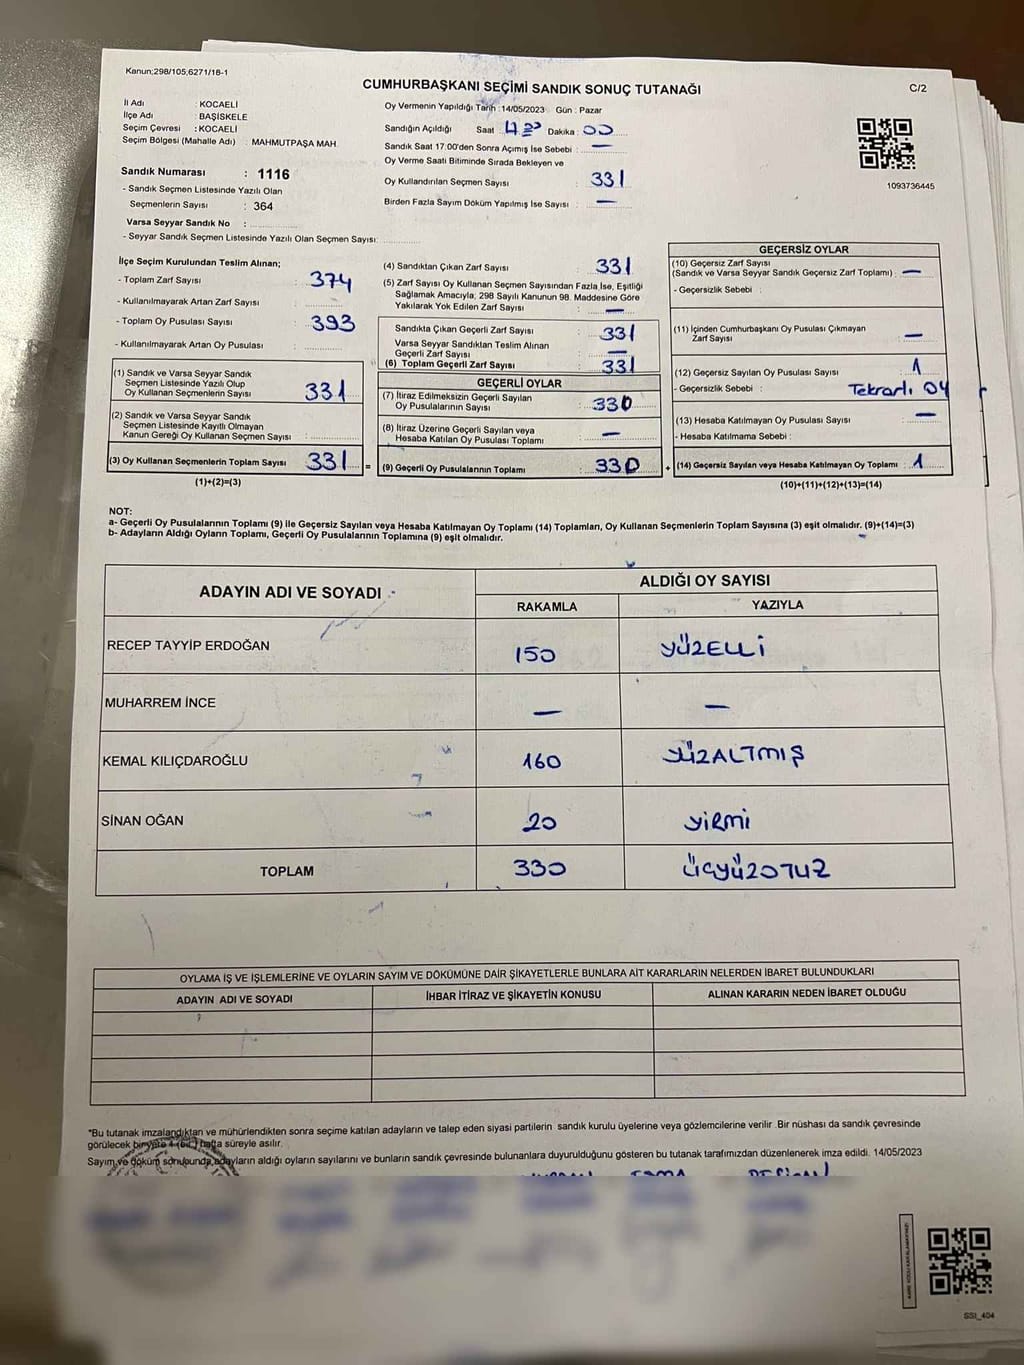 Kanun;298/105,6271/18-1
CUMHURBAŞKANI SEÇİMİ SANDIK SONUÇ TUTANAĞI
C/2
İl Adı : KOCAELİ
İlçe Adı : BAŞİSKELE
Seçim Çevresi : KOCAELİ
Seçim Bölgesi (Mahalle Adı) : MAHMUTPAŞA MAH.
Sandık Numarası : 1116
- Sandık Seçmen Listesinde Yazılı Olan
Seçmenlerin Sayısı : 364
Varsa Seyyar Sandık No :
- Seyyar Sandık Seçmen Listesinde Yazılı Olan Seçmen Sayısı:
Oy Vermenin Yapıldığı Tarih :14/05/2023 Gün : Pazar
Sandığın Açıldığı Saat Dakika : 00
Sandık Saat 17:00'den Sonra Açımış İse Sebebi : —
Oy Verme Saati Bitiminde Sırada Bekleyen ve
Oy Kullandırılan Seçmen Sayısı : 331
Birden Fazla Sayım Döküm Yapılmış İse Sayısı : —
1093736445
İlçe Seçim Kurulundan Teslim Alınan;
- Toplam Zarf Sayısı : 374
- Kullanılmayarak Artan Zarf Sayısı :
- Toplam Oy Pusulası Sayısı : 393
- Kullanılmayarak Artan Oy Pusulası :
(1) Sandık ve Varsa Seyyar Sandık
Seçmen Listesinde Yazılı Olup
Oy Kullanan Seçmenlerin Sayısı : 331
(2) Sandık ve Varsa Seyyar Sandık
Seçmen Listesinde Kayıtlı Olmayan
Kanun Gereği Oy Kullanan Seçmen Sayısı :
(3) Oy Kullanan Seçmenlerin Toplam Sayısı : 331 =
(1)+(2)=(3)
(4) Sandıktan Çıkan Zarf Sayısı : 331
(5) Zarf Sayısı Oy Kullanan Seçmen Sayısından Fazla İse, Eşitliği
Sağlamak Amacıyla; 298 Sayılı Kanunun 98. Maddesine Göre
Yakılarak Yok Edilen Zarf Sayısı : —
Sandıkta Çıkan Geçerli Zarf Sayısı : 331
Varsa Seyyar Sandıktan Teslim Alınan
Geçerli Zarf Sayısı : —
(6) Toplam Geçerli Zarf Sayısı : 331
GEÇERLİ OYLAR
(7) İtiraz Edilmeksizin Geçerli Sayılan
Oy Pusulalarının Sayısı : 330
(8) İtiraz Üzerine Geçerli Sayılan veya
Hesaba Katılan Oy Pusulası Toplamı : —
(9) Geçerli Oy Pusulalarının Toplamı : 330 +
GEÇERSİZ OYLAR
(10) Geçersiz Zarf Sayısı
(Sandık ve Varsa Seyyar Sandık Geçersiz Zarf Toplamı) : —
- Geçersizlik Sebebi :
(11) İçinden Cumhurbaşkanı Oy Pusulası Çıkmayan
Zarf Sayısı : —
(12) Geçersiz Sayılan Oy Pusulası Sayısı : 1
- Geçersizlik Sebebi : Tekrarlı OY
(13) Hesaba Katılmayan Oy Pusulası Sayısı : —
- Hesaba Katılmama Sebebi :
(14) Geçersiz Sayılan veya Hesaba Katılmayan Oy Toplamı : 1
(10)+(11)+(12)+(13)=(14)
NOT:
a- Geçerli Oy Pusulalarının Toplamı (9) ile Geçersiz Sayılan veya Hesaba Katılmayan Oy Toplamı (14) Toplamları, Oy Kullanan Seçmenlerin Toplam Sayısına (3) eşit olmalıdır. (9)+(14)=(3)
b- Adayların Aldığı Oyların Toplamı, Geçerli Oy Pusulalarının Toplamına (9) eşit olmalıdır.
ADAYIN ADI VE SOYADI ALDIĞI OY SAYISI
RAKAMLA YAZIYLA
RECEP TAYYİP ERDOĞAN 150 YÜZELLİ
MUHARREM İNCE — —
KEMAL KILIÇDAROĞLU 160 YÜZALTMIŞ
SİNAN OĞAN 20 YİRMİ
TOPLAM 330 ÜÇYÜZOTUZ
OYLAMA İŞ VE İŞLEMLERİNE VE OYLARIN SAYIM VE DÖKÜMÜNE DAİR ŞİKAYETLERLE BUNLARA AİT KARARLARIN NELERDEN İBARET BULUNDUKLARI
ADAYIN ADI VE SOYADI İHBAR İTİRAZ VE ŞİKAYETİN KONUSU ALINAN KARARIN NEDEN İBARET OLDUĞU
*Bu tutanak imzalandıktan ve mühürlendikten sonra seçime katılan adayların ve talep eden siyasi partilerin sandık kurulu üyelerine veya gözlemcilerine verilir .Bir nüshası da sandık çevresinde
görülecek bir yere 1 (bir) hafta süreyle asılır.
Sayım ve döküm sonucunda,adayların aldığı oyların sayılarını ve bunların sandık çevresinde bulunanlara duyurulduğunu gösteren bu tutanak tarafımızdan düzenlenerek imza edildi. 14/05/2023
SSI_404